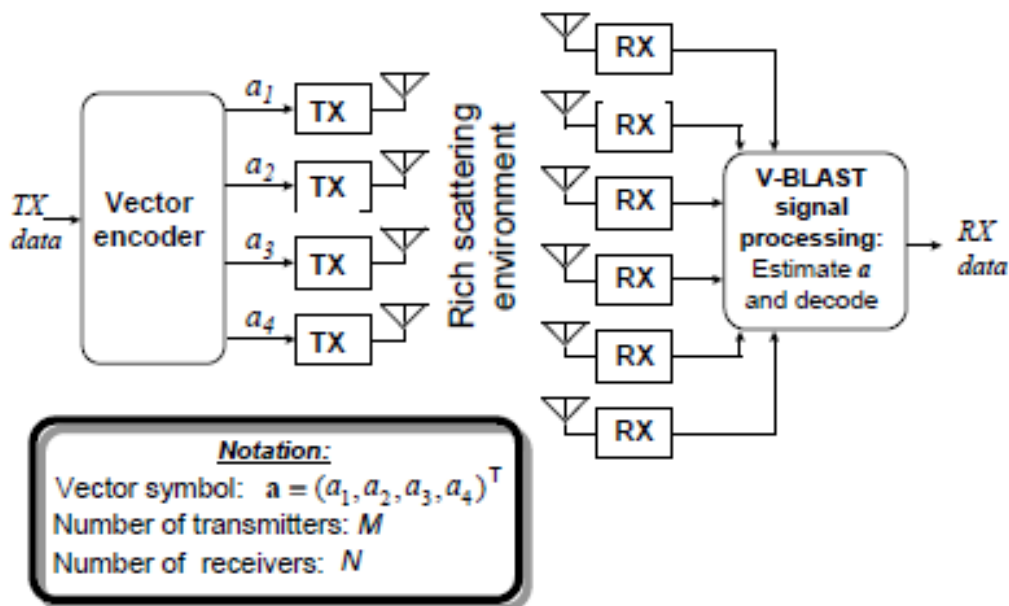 TX
data
Vector
encoder
a1
a2
a3
a4
TX
TX
TX
TX
Rich scattering
environment
RX
RX
RX
RX
RX
RX
V-BLAST
signal
processing:
Estimate a
and decode
RX
data
Notation:
Vector symbol: a = (a1, a2, a3, a4)^T
Number of transmitters: M
Number of receivers: N